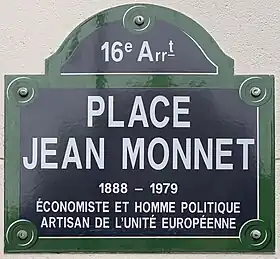 16e Arrt
PLACE
JEAN MONNET
1888 – 1979
ÉCONOMISTE ET HOMME POLITIQUE
ARTISAN DE L'UNITÉ EUROPÉENNE